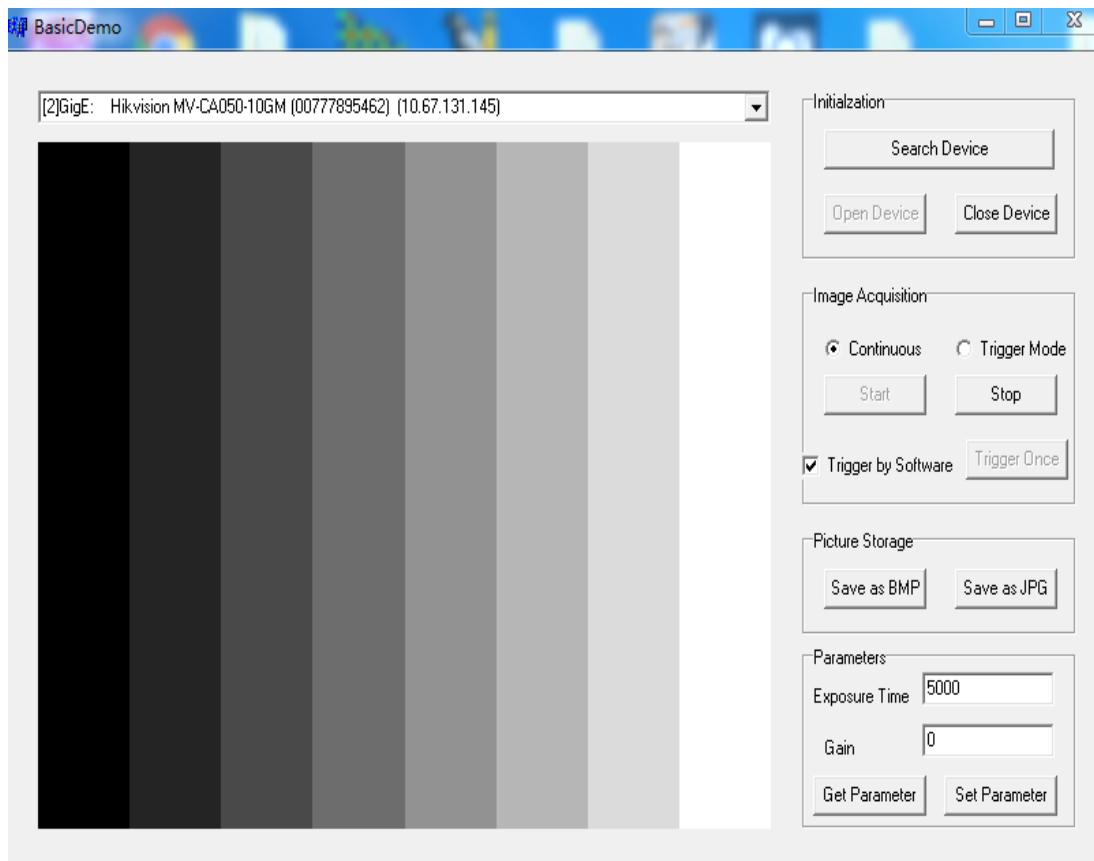 BasicDemo
[2]GigE: Hikvision MV-CA050-10GM (00777895462) (10.67.131.145)
Initialzation
Search Device
Open Device Close Device
Image Acquisition
Continuous Trigger Mode
Start Stop
Trigger by Software Trigger Once
Picture Storage
Save as BMP Save as JPG
Parameters
Exposure Time 5000
Gain 0
Get Parameter Set Parameter